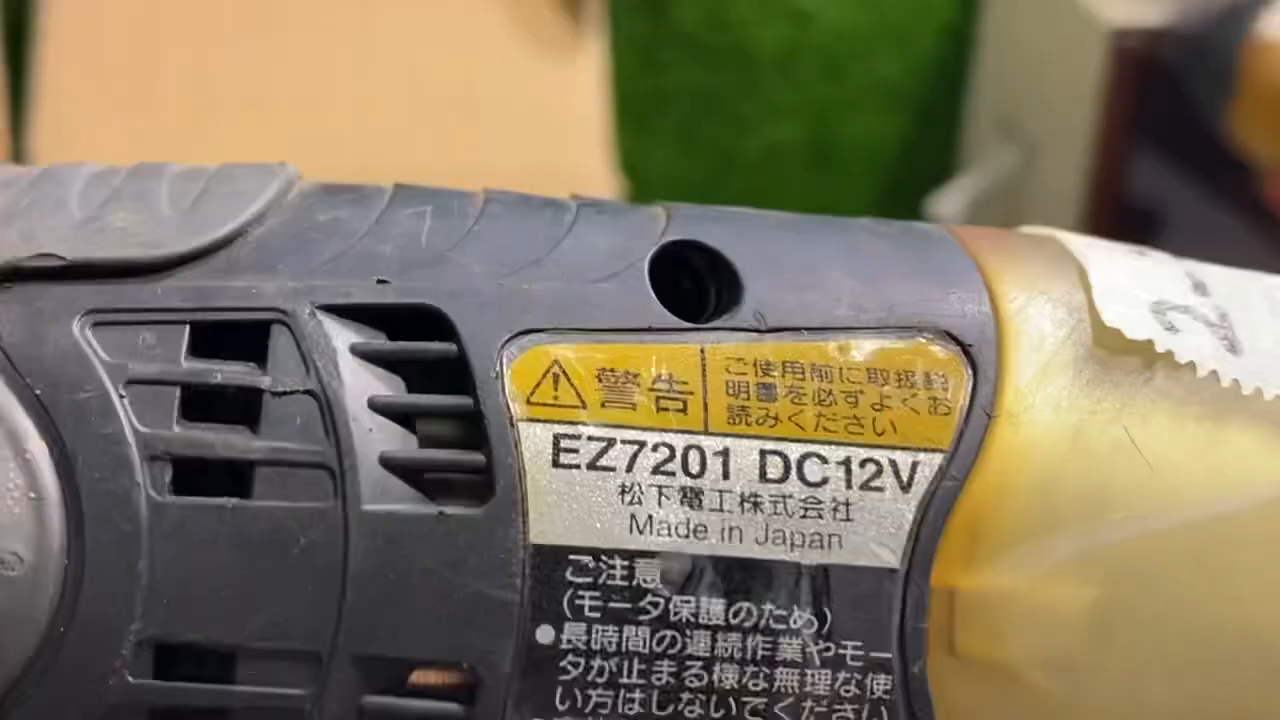 警告
ご使用前に取扱説
明書を必ずよくお
読みください
EZ7201 DC12V
松下電工株式会社
Made in Japan
ご注意
(モータ保護のため)
●長時間の連続作業やモー
タが止まる様な無理な使
い方はしないでください